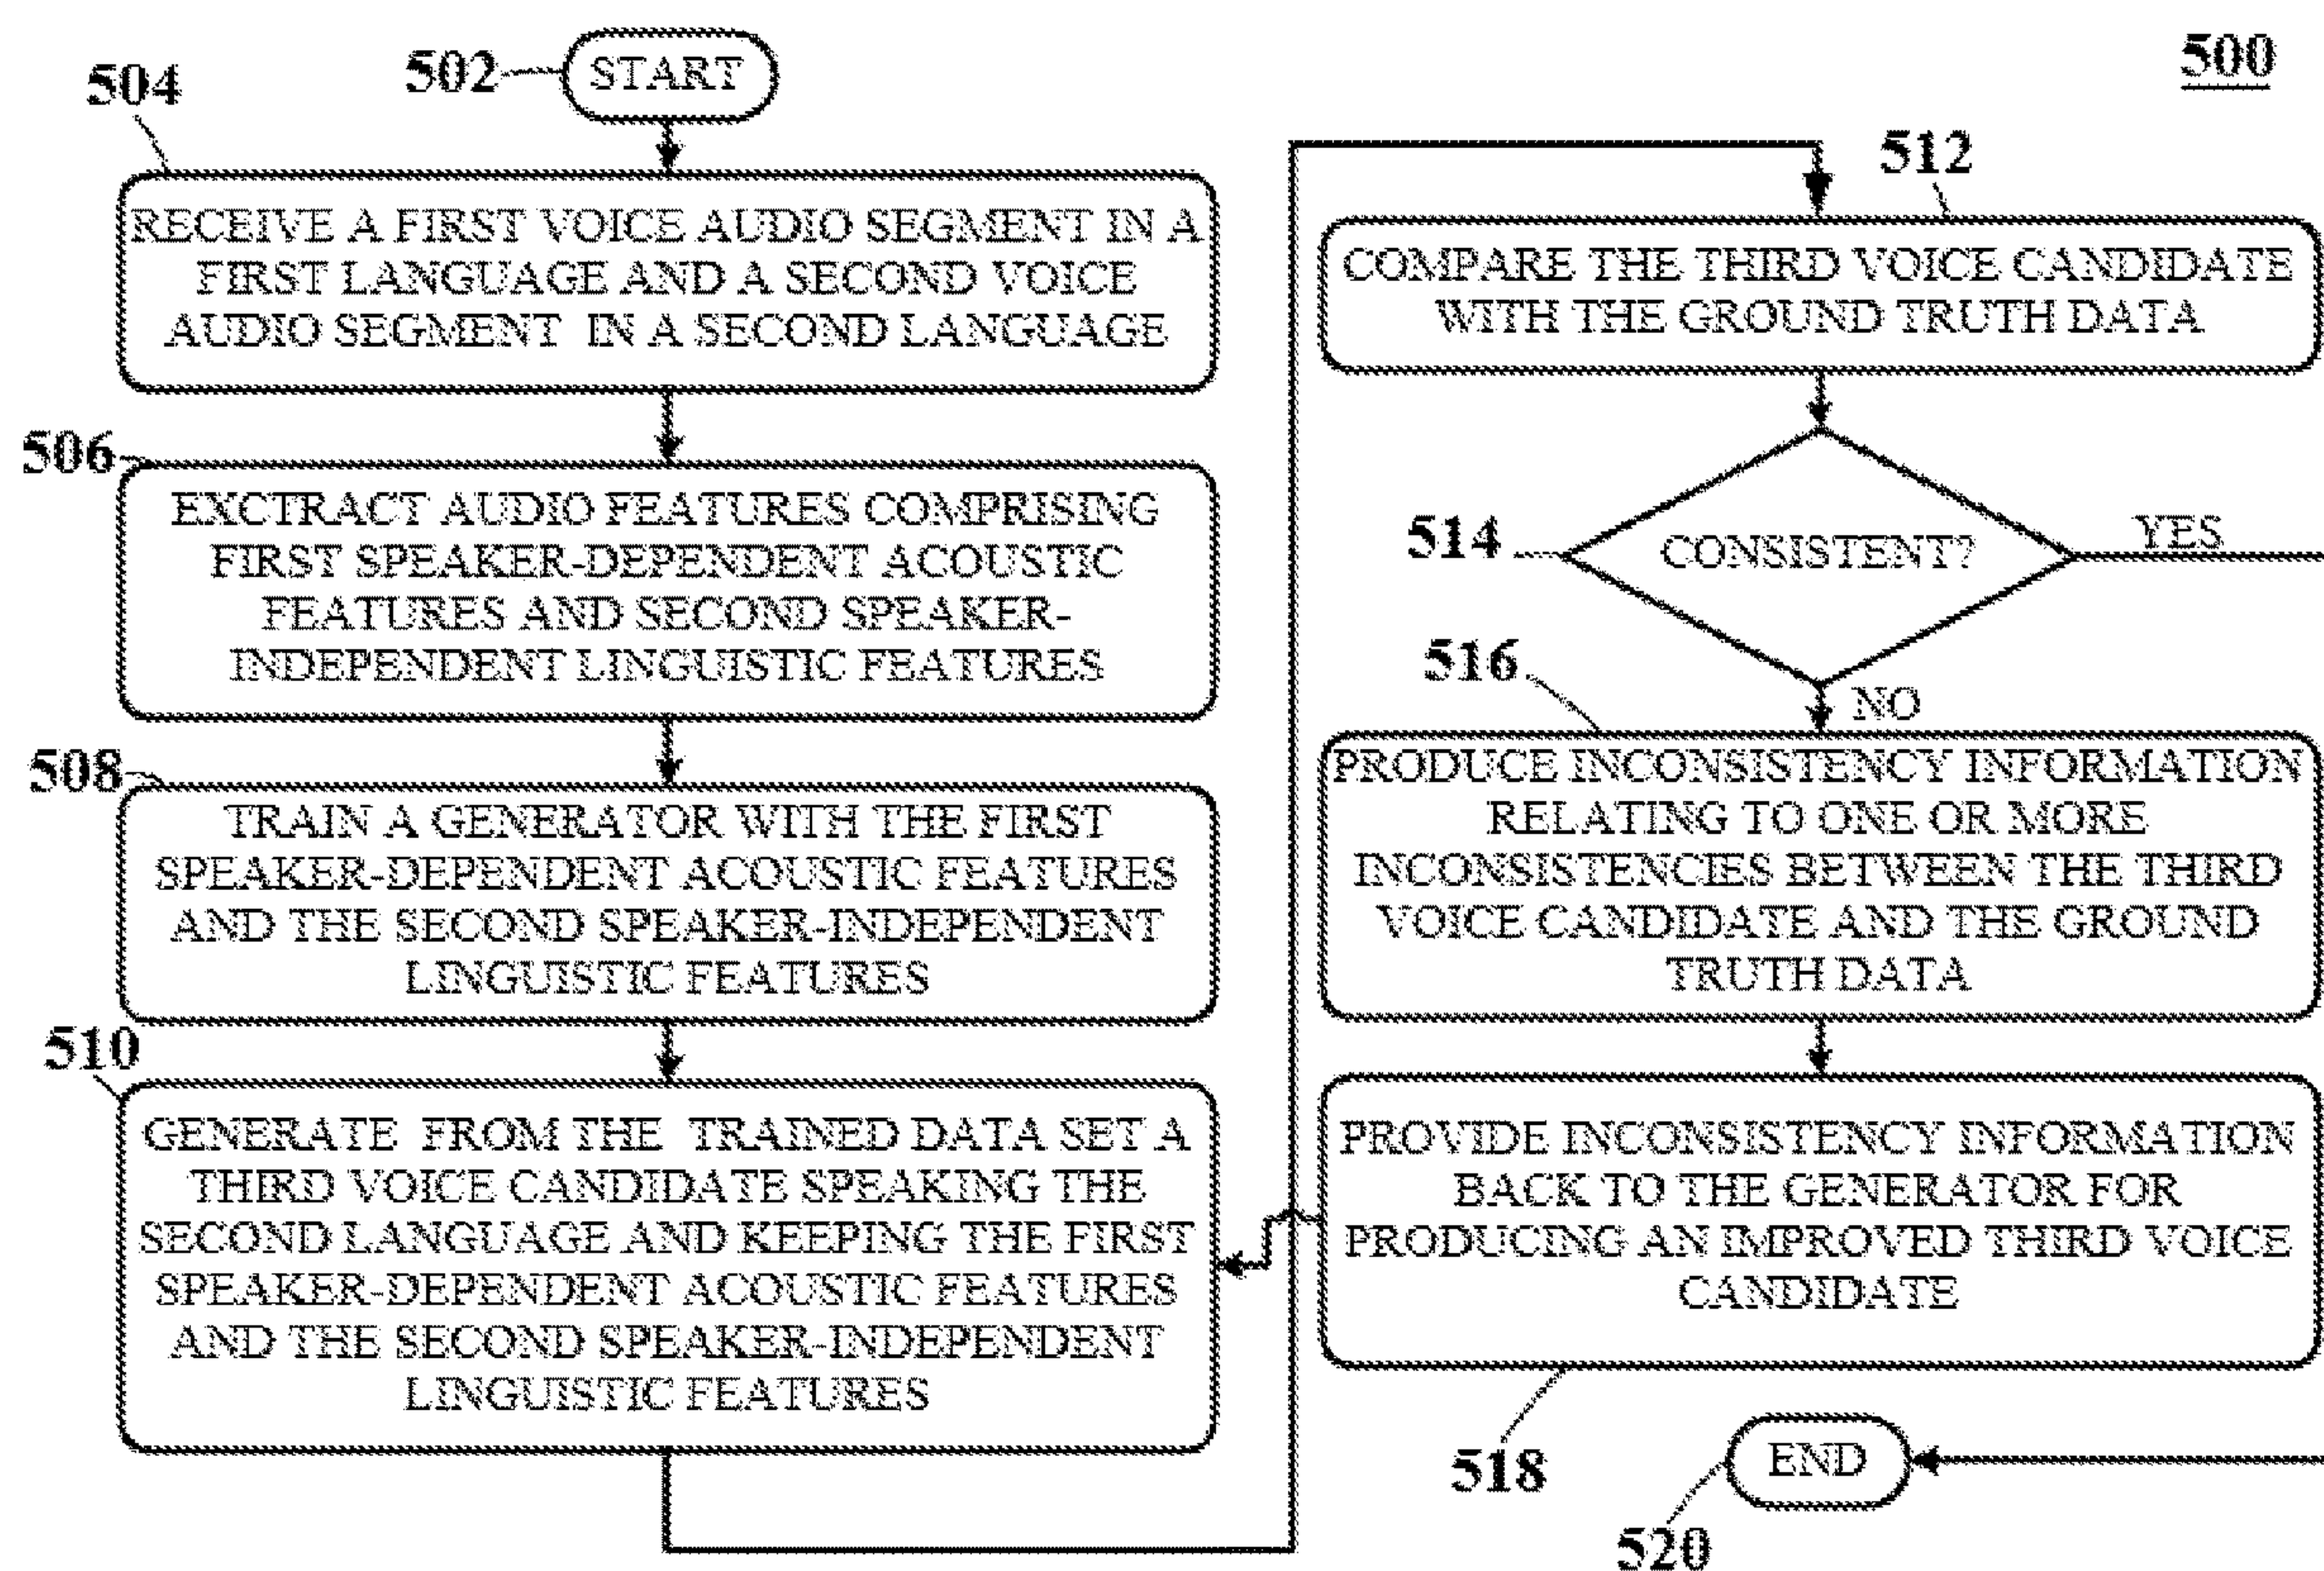 500
502
START
504
RECEIVE A FIRST VOICE AUDIO SEGMENT IN A
FIRST LANGUAGE AND A SECOND VOICE
AUDIO SEGMENT IN A SECOND LANGUAGE
506
EXCTRACT AUDIO FEATURES COMPRISING
FIRST SPEAKER-DEPENDENT ACOUSTIC
FEATURES AND SECOND SPEAKER-
INDEPENDENT LINGUISTIC FEATURES
508
TRAIN A GENERATOR WITH THE FIRST
SPEAKER-DEPENDENT ACOUSTIC FEATURES
AND THE SECOND SPEAKER-INDEPENDENT
LINGUISTIC FEATURES
510
GENERATE FROM THE TRAINED DATA SET A
THIRD VOICE CANDIDATE SPEAKING THE
SECOND LANGUAGE AND KEEPING THE FIRST
SPEAKER-DEPENDENT ACOUSTIC FEATURES
AND THE SECOND SPEAKER-INDEPENDENT
LINGUISTIC FEATURES
512
COMPARE THE THIRD VOICE CANDIDATE
WITH THE GROUND TRUTH DATA
514
CONSISTENT?
YES
NO
516
PRODUCE INCONSISTENCY INFORMATION
RELATING TO ONE OR MORE
INCONSISTENCIES BETWEEN THE THIRD
VOICE CANDIDATE AND THE GROUND
TRUTH DATA
PROVIDE INCONSISTENCY INFORMATION
BACK TO THE GENERATOR FOR
PRODUCING AN IMPROVED THIRD VOICE
CANDIDATE
518
END
520